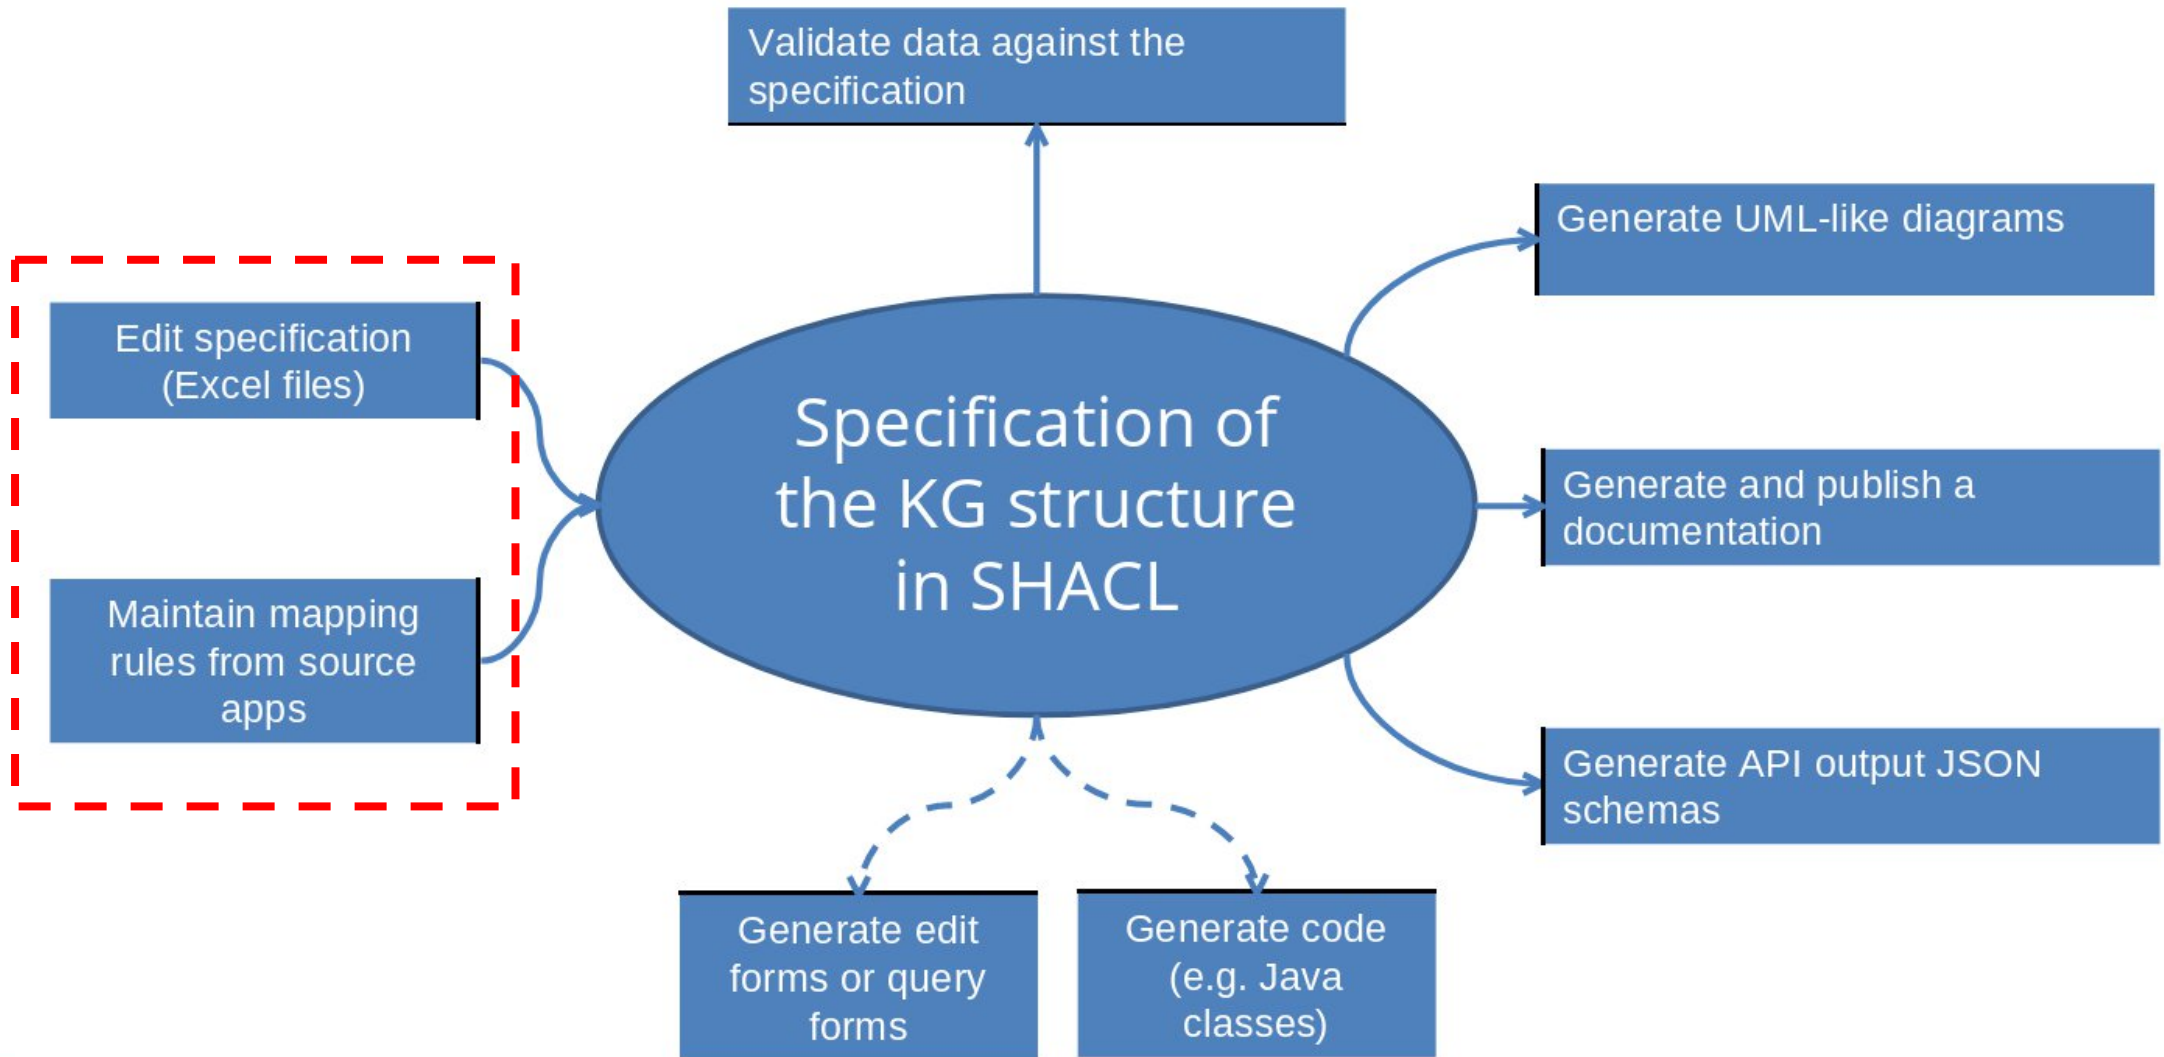 Validate data against the
specification
Generate UML-like diagrams
Edit specification
(Excel files)
Specification of
the KG structure
in SHACL
Generate and publish a
documentation
Maintain mapping
rules from source
apps
Generate API output JSON
schemas
Generate edit
forms or query
forms
Generate code
(e.g. Java
classes)